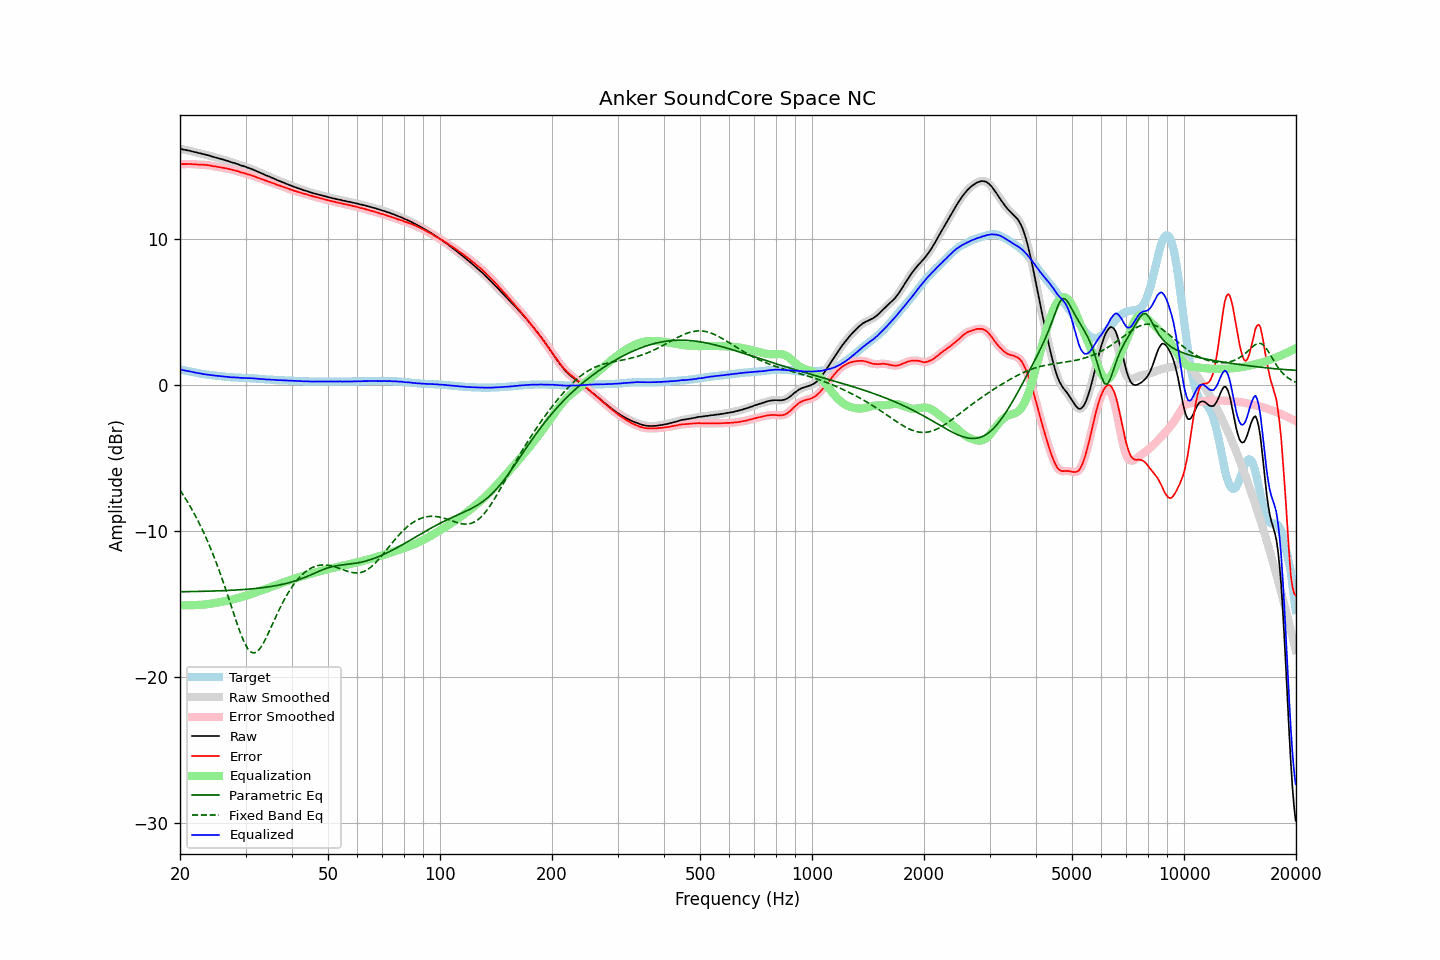 Anker SoundCore Space NC
Amplitude (dBr)
10
0
−10
−20
−30
Target
Raw Smoothed
Error Smoothed
Raw
Error
Equalization
Parametric Eq
Fixed Band Eq
Equalized
20 50 100 200 500 1000 2000 5000 10000 20000
Frequency (Hz)